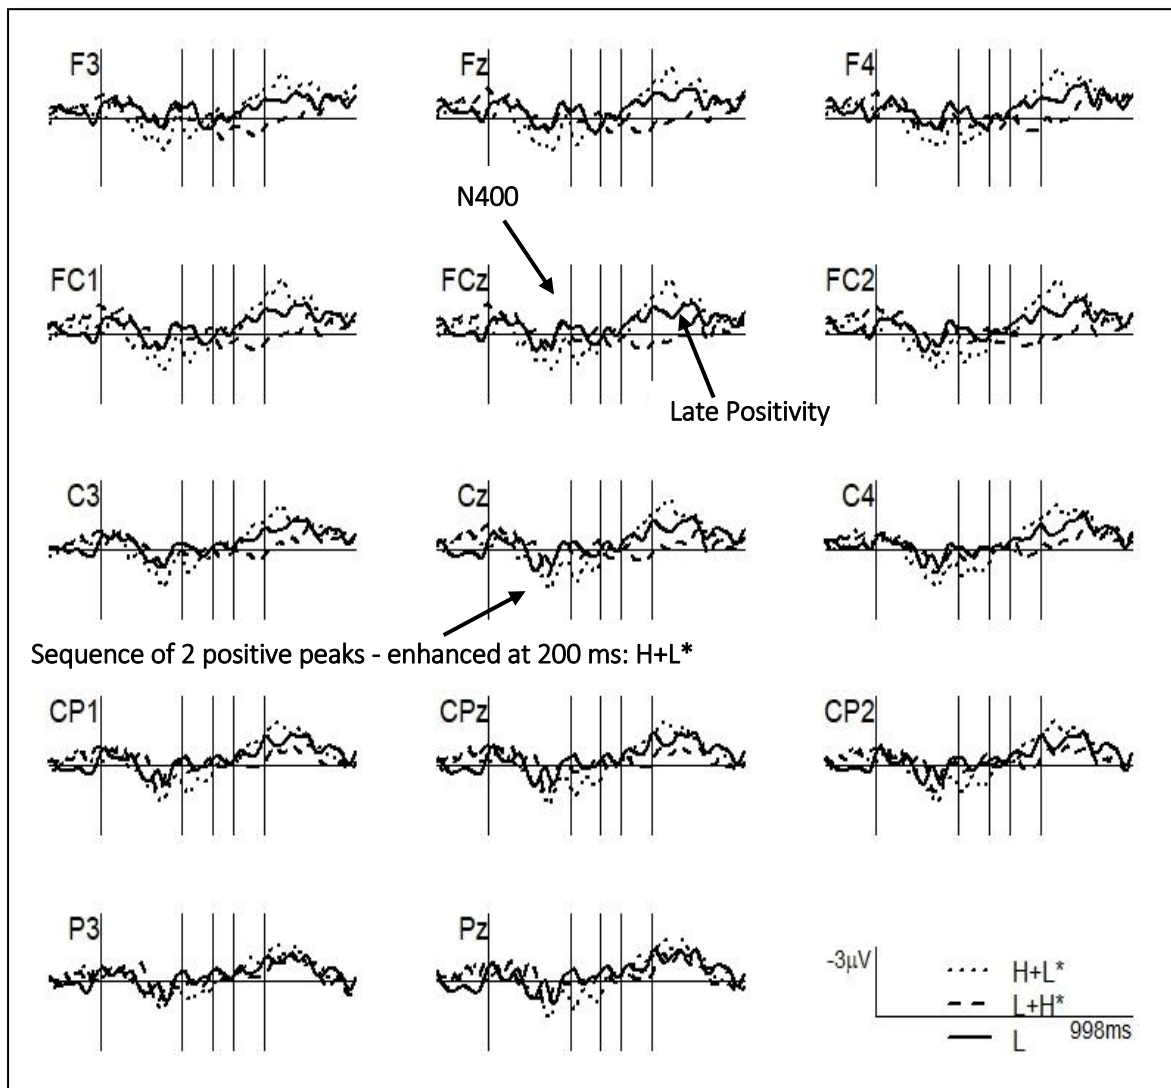 F3 Fz F4
N400
FC1 FCz FC2
Late Positivity
C3 Cz C4
Sequence of 2 positive peaks - enhanced at 200 ms: H+L*
CP1 CPz CP2
P3 Pz
-3µV
H+L*
L+H*
998ms
L